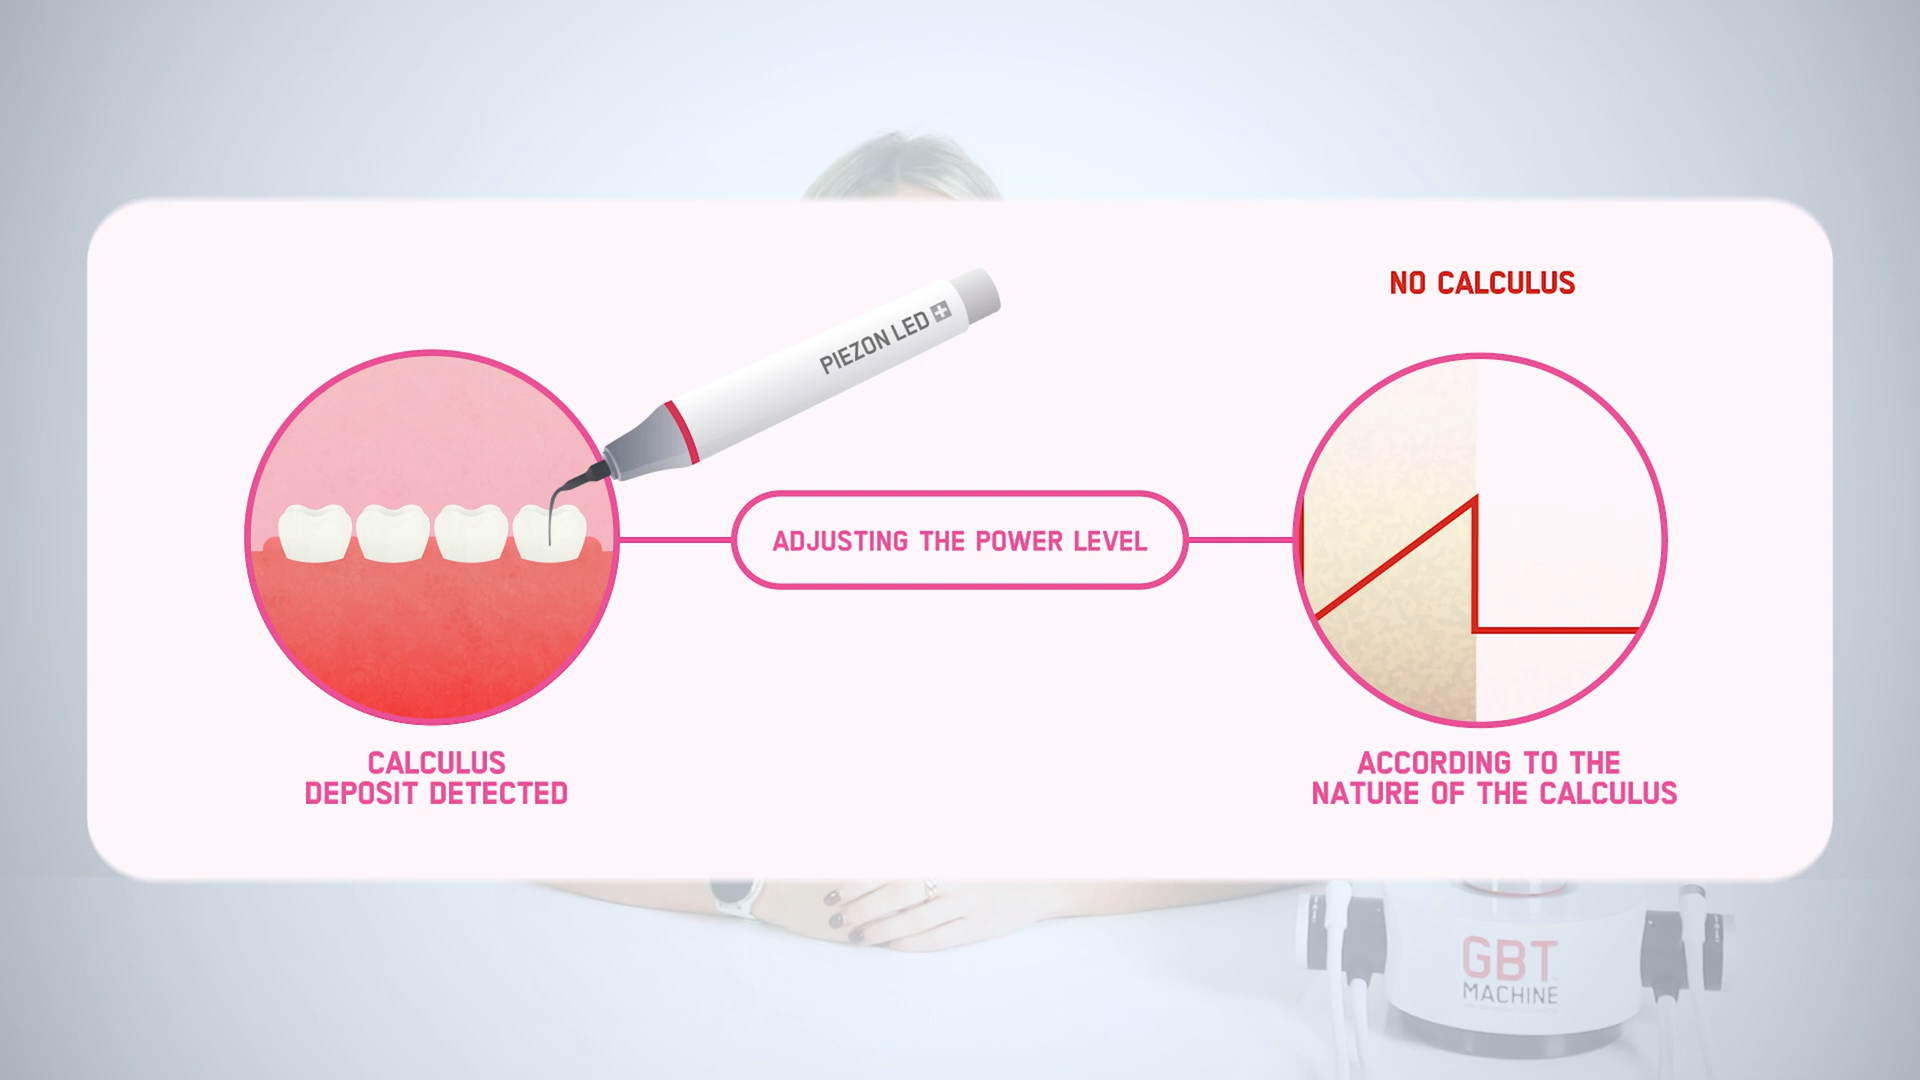 NO CALCULUS
PIEZON LED
ADJUSTING THE POWER LEVEL
CALCULUS
DEPOSIT DETECTED
ACCORDING TO THE
NATURE OF THE CALCULUS
GBT
MACHINE